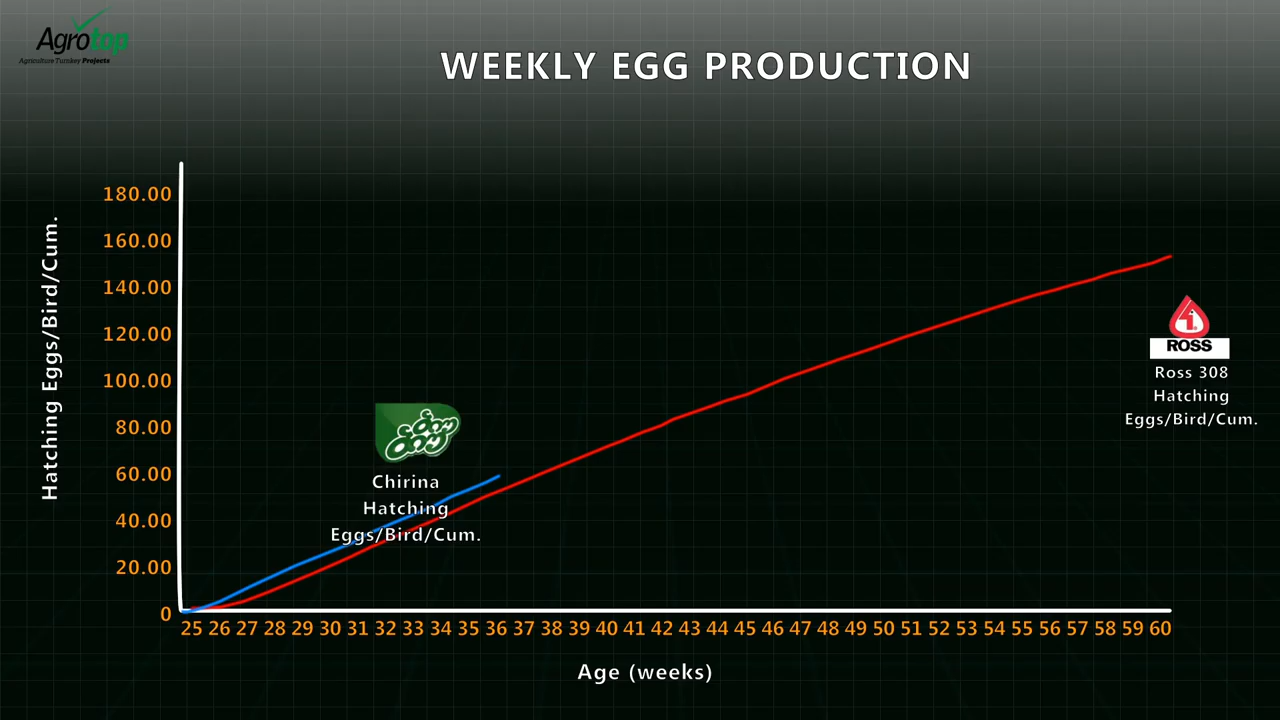 Agrotop
Agriculture Turnkey Projects
WEEKLY EGG PRODUCTION
180.00
160.00
140.00
120.00
100.00
80.00
60.00
40.00
20.00
0
Hatching Eggs/Bird/Cum.
ROSS
Ross 308
Hatching
Eggs/Bird/Cum.
Chirina
Hatching
Eggs/Bird/Cum.
25 26 27 28 29 30 31 32 33 34 35 36 37 38 39 40 41 42 43 44 45 46 47 48 49 50 51 52 53 54 55 56 57 58 59 60
Age (weeks)